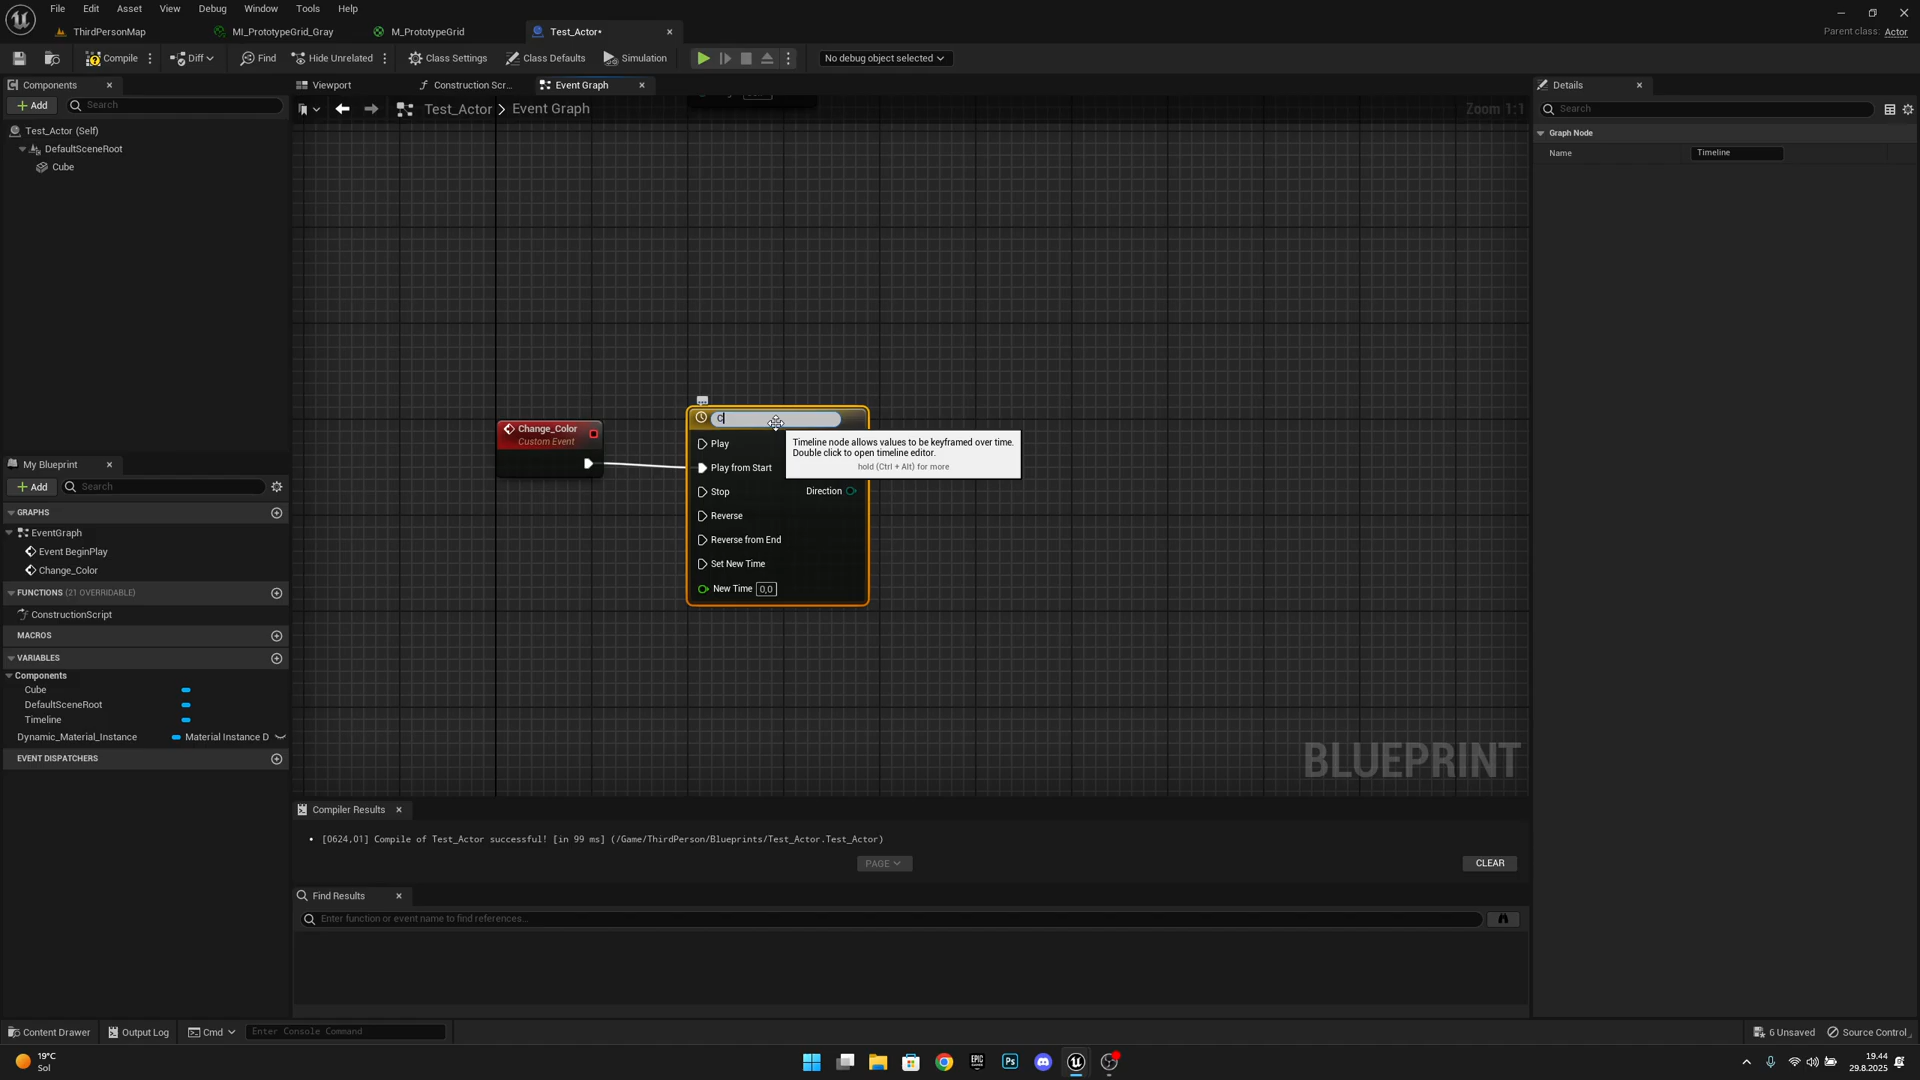 File Edit Asset View Debug Window Tools Help
ThirdPersonMap MI_PrototypeGrid_Gray M_PrototypeGrid Test_Actor*
Parent class: Actor
Compile Diff Find Hide Unrelated Class Settings Class Defaults Simulation No debug object selected
Components
Add Search
Test_Actor (Self)
DefaultSceneRoot
Cube
Viewport Construction Scr... Event Graph
Test_Actor > Event Graph
Zoom 1:1
Change_Color
Custom Event
C
Play
Play from Start
Stop
Reverse
Reverse from End
Set New Time
New Time 0,0
Direction
Timeline node allows values to be keyframed over time.
Double click to open timeline editor.
hold (Ctrl + Alt) for more
BLUEPRINT
Details
Search
Graph Node
Name Timeline
My Blueprint
Add Search
GRAPHS
EventGraph
Event BeginPlay
Change_Color
FUNCTIONS (21 OVERRIDABLE)
ConstructionScript
MACROS
VARIABLES
Components
Cube
DefaultSceneRoot
Timeline
Dynamic_Material_Instance Material Instance D
EVENT DISPATCHERS
Compiler Results
[0624,01] Compile of Test_Actor successful! [in 99 ms] (/Game/ThirdPerson/Blueprints/Test_Actor.Test_Actor)
PAGE
CLEAR
Find Results
Enter function or event name to find references...
Content Drawer Output Log Cmd Enter Console Command
6 Unsaved Source Control
19°C
Sol
19.44
29.8.2025